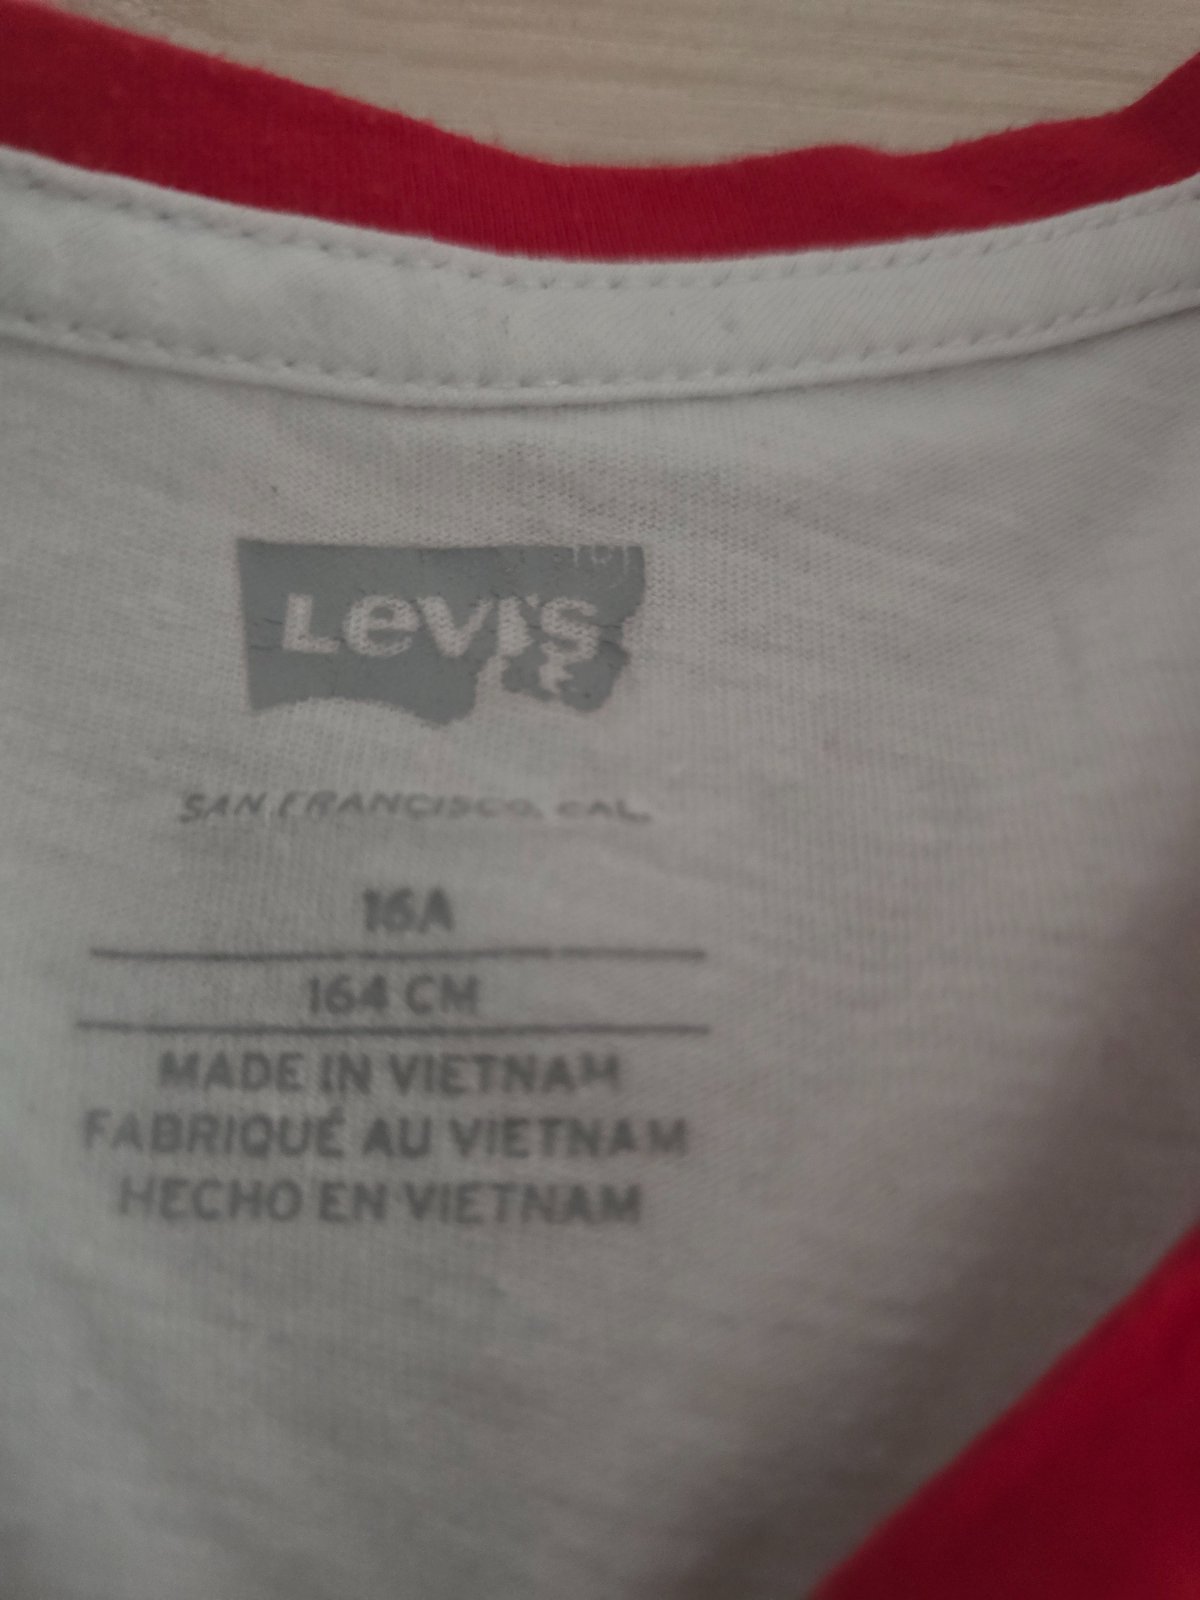 Levi's
SAN FRANCISCO, CAL.
16A
164 CM
MADE IN VIETNAM
FABRIQUÉ AU VIETNAM
HECHO EN VIETNAM